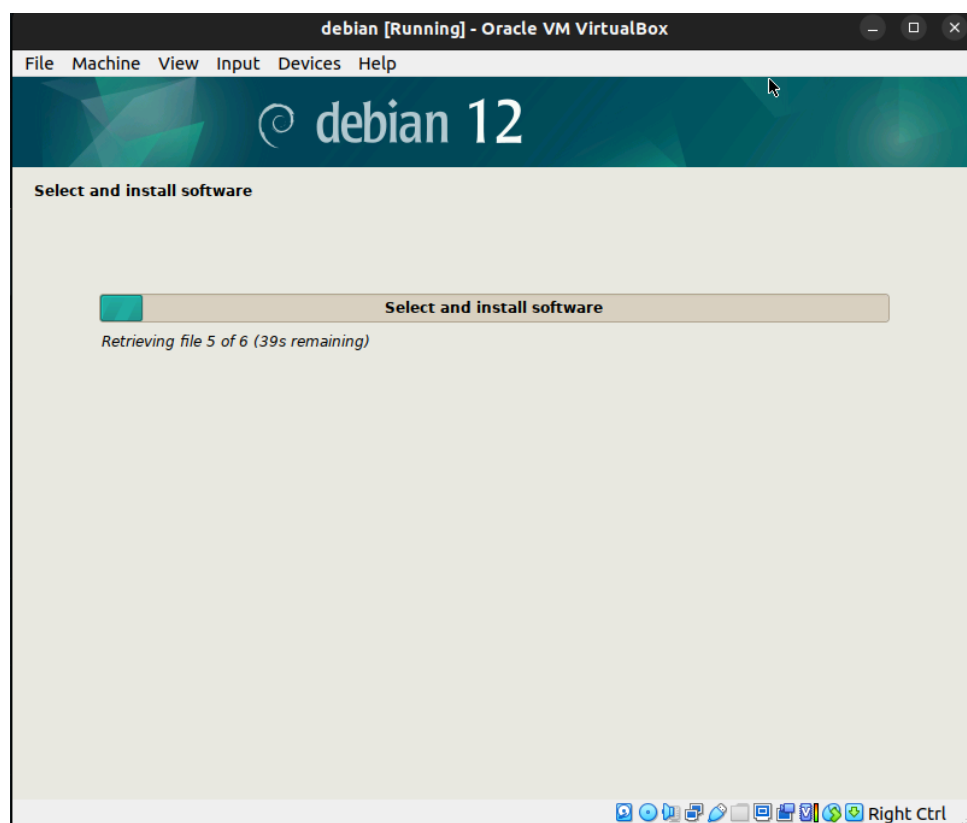 debian [Running] - Oracle VM VirtualBox
File Machine View Input Devices Help
debian 12
Select and install software
Select and install software
Retrieving file 5 of 6 (39s remaining)
Right Ctrl